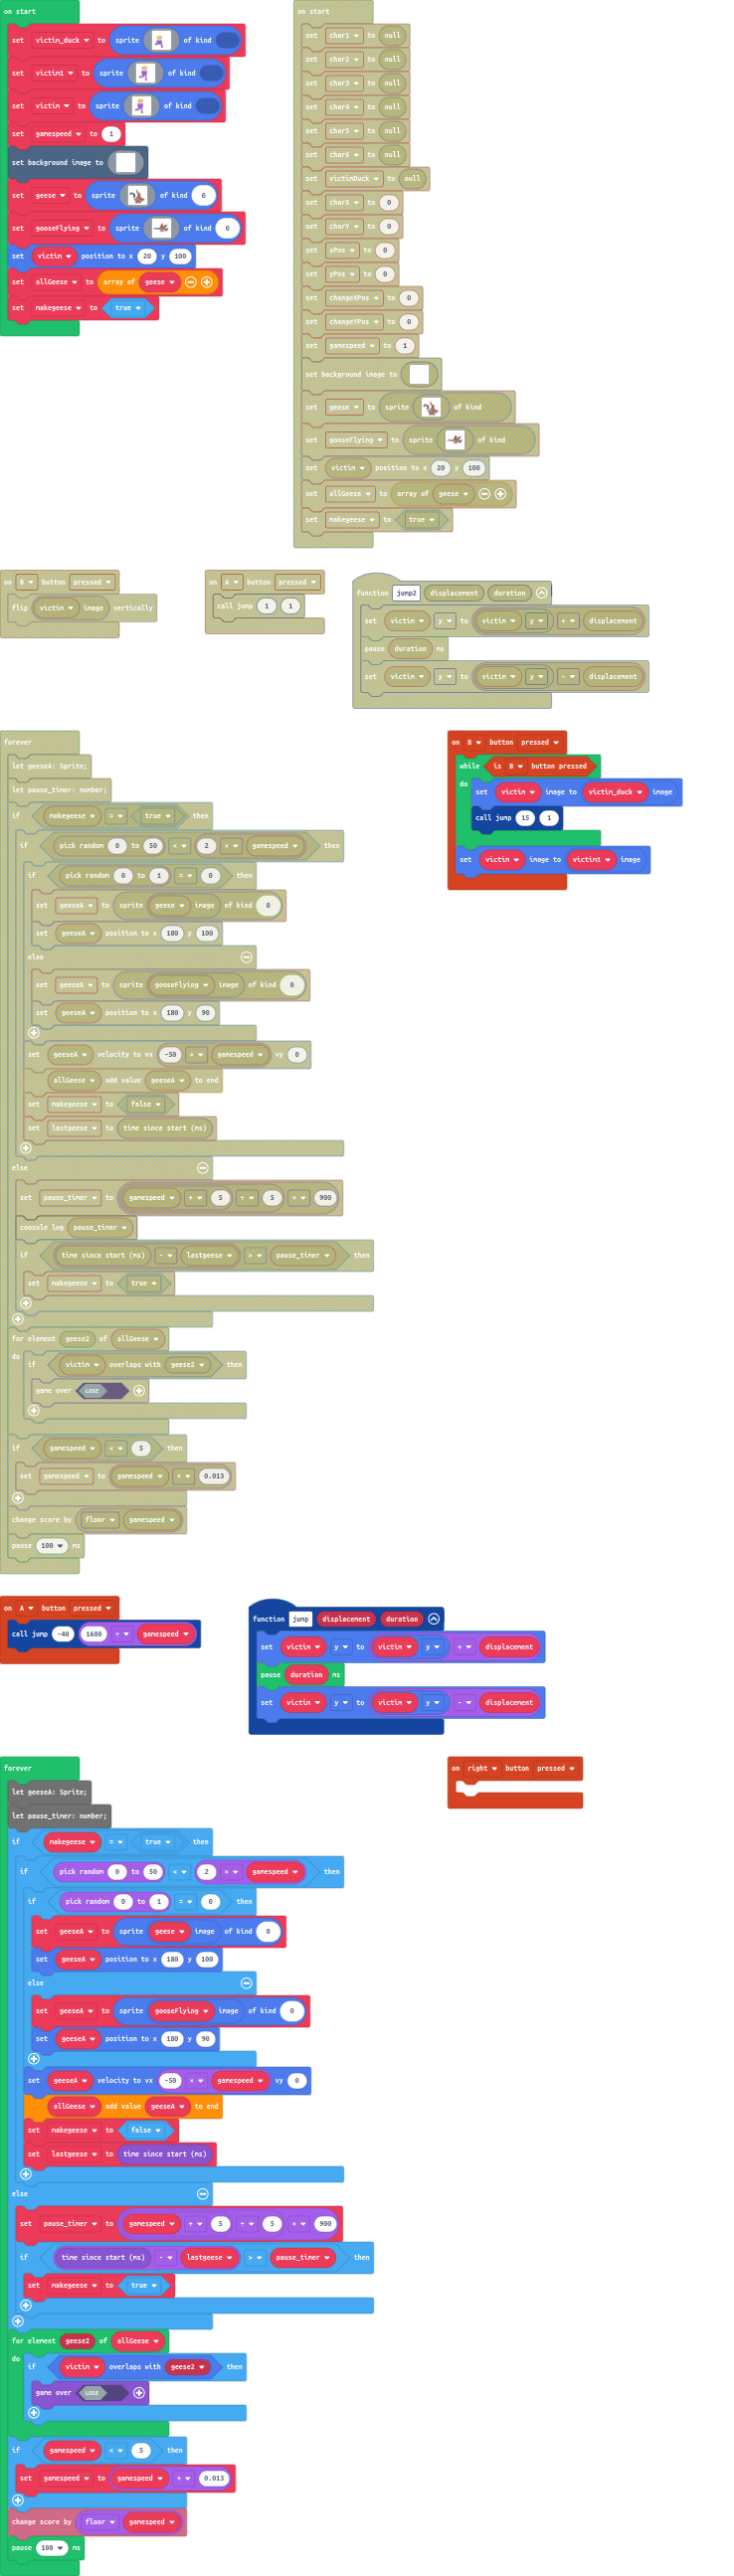 on start
set victim_duck to sprite of kind
set victim1 to sprite of kind
set victim to sprite of kind
set gamespeed to 1
set background image to
set geese to sprite of kind 0
set gooseFlying to sprite of kind 0
set victim position to x 20 y 100
set allGeese to array of geese
set makegeese to true
on start
set char1 to null
set char2 to null
set char3 to null
set char4 to null
set char5 to null
set char6 to null
set victimDuck to null
set charX to 0
set charY to 0
set xPos to 0
set yPos to 0
set changeXPos to 0
set changeYPos to 0
set gamespeed to 1
set background image to
set geese to sprite of kind
set gooseFlying to sprite of kind
set victim position to x 20 y 100
set allGeese to array of geese
set makegeese to true
on B button pressed
flip victim image vertically
on A button pressed
call jump 1 1
function jump2 displacement duration
set victim y to victim y + displacement
pause duration ms
set victim y to victim y - displacement
forever
let geeseA: Sprite;
let pause_timer: number;
if makegeese = true then
if pick random 0 to 50 < 2 × gamespeed then
if pick random 0 to 1 = 0 then
set geeseA to sprite geese image of kind 0
set geeseA position to x 180 y 100
else
set geeseA to sprite gooseFlying image of kind 0
set geeseA position to x 180 y 90
set geeseA velocity to vx -50 × gamespeed vy 0
allGeese add value geeseA to end
set makegeese to false
set lastgeese to time since start (ms)
else
set pause_timer to gamespeed + 5 ÷ 5 × 900
console log pause_timer
if time since start (ms) - lastgeese > pause_timer then
set makegeese to true
for element geese2 of allGeese
do
if victim overlaps with geese2 then
game over LOSE
if gamespeed < 5 then
set gamespeed to gamespeed + 0.013
change score by floor gamespeed
pause 100 ms
on B button pressed
while is B button pressed
do
set victim image to victim_duck image
call jump 15 1
set victim image to victim1 image
on A button pressed
call jump -40 1600 ÷ gamespeed
function jump displacement duration
set victim y to victim y + displacement
pause duration ms
set victim y to victim y - displacement
forever
let geeseA: Sprite;
let pause_timer: number;
if makegeese = true then
if pick random 0 to 50 < 2 × gamespeed then
if pick random 0 to 1 = 0 then
set geeseA to sprite geese image of kind 0
set geeseA position to x 180 y 100
else
set geeseA to sprite gooseFlying image of kind 0
set geeseA position to x 180 y 90
set geeseA velocity to vx -50 × gamespeed vy 0
allGeese add value geeseA to end
set makegeese to false
set lastgeese to time since start (ms)
else
set pause_timer to gamespeed + 5 ÷ 5 × 900
if time since start (ms) - lastgeese > pause_timer then
set makegeese to true
for element geese2 of allGeese
do
if victim overlaps with geese2 then
game over LOSE
if gamespeed < 5 then
set gamespeed to gamespeed + 0.013
change score by floor gamespeed
pause 100 ms
on right button pressed